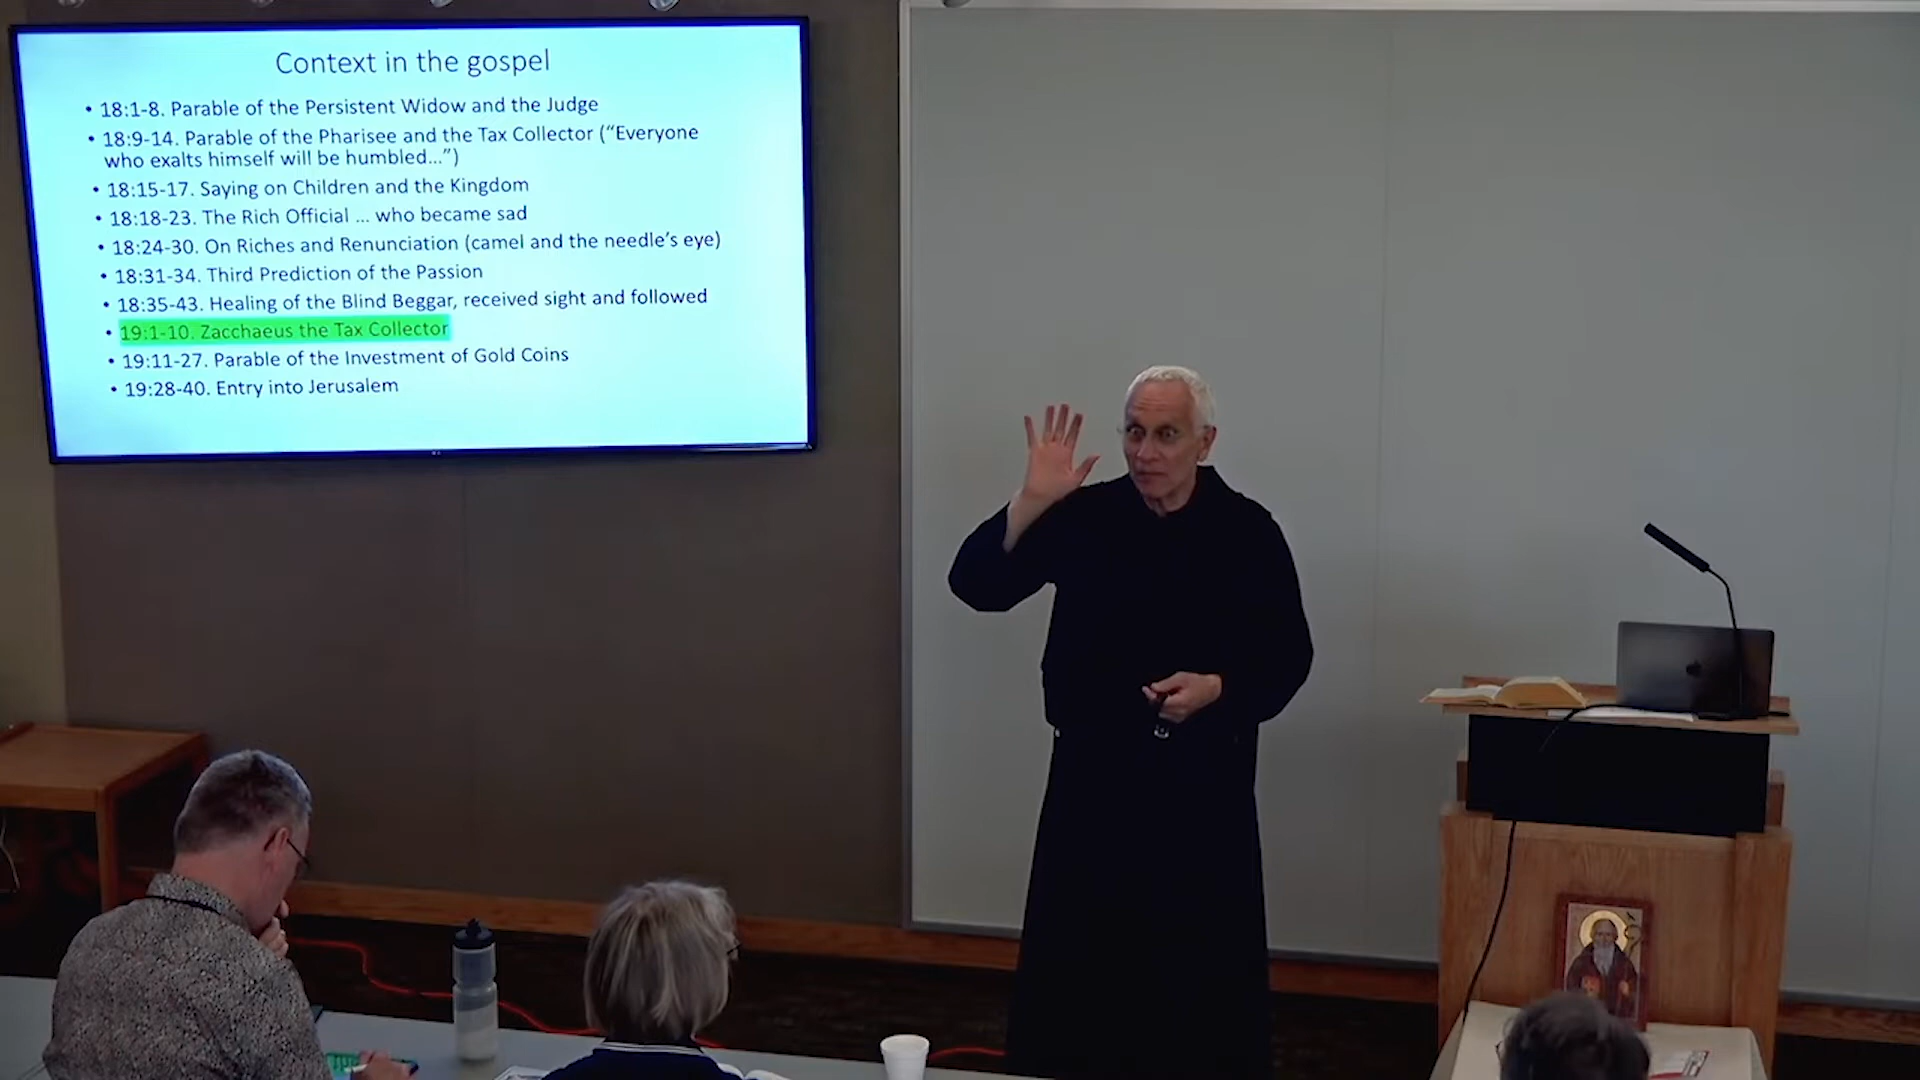 Context in the gospel
• 18:1-8. Parable of the Persistent Widow and the Judge
• 18:9-14. Parable of the Pharisee and the Tax Collector (“Everyone
who exalts himself will be humbled...”)
• 18:15-17. Saying on Children and the Kingdom
• 18:18-23. The Rich Official ... who became sad
• 18:24-30. On Riches and Renunciation (camel and the needle’s eye)
• 18:31-34. Third Prediction of the Passion
• 18:35-43. Healing of the Blind Beggar, received sight and followed
• 19:1-10. Zacchaeus the Tax Collector
• 19:11-27. Parable of the Investment of Gold Coins
• 19:28-40. Entry into Jerusalem